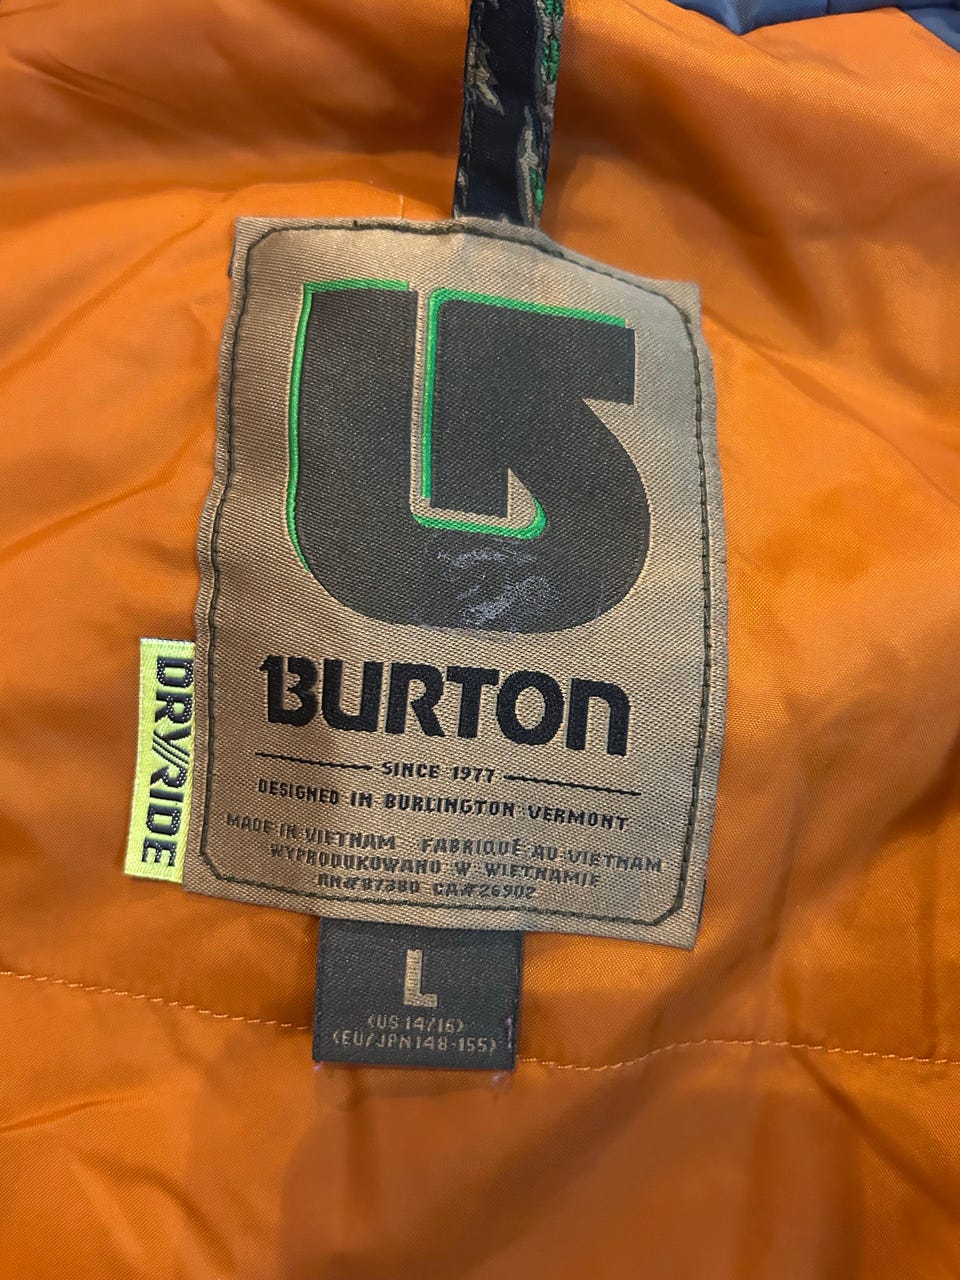 BURTON
SINCE 1977
DESIGNED IN BURLINGTON VERMONT
MADE IN VIETNAM FABRIQUÉ AU VIETNAM
WYPRODUKOWANO W WIETNAMIE
RN#87380 CA#26902
DRY//RIDE
L
(US 14/16)
(EU/JPN 148-155)